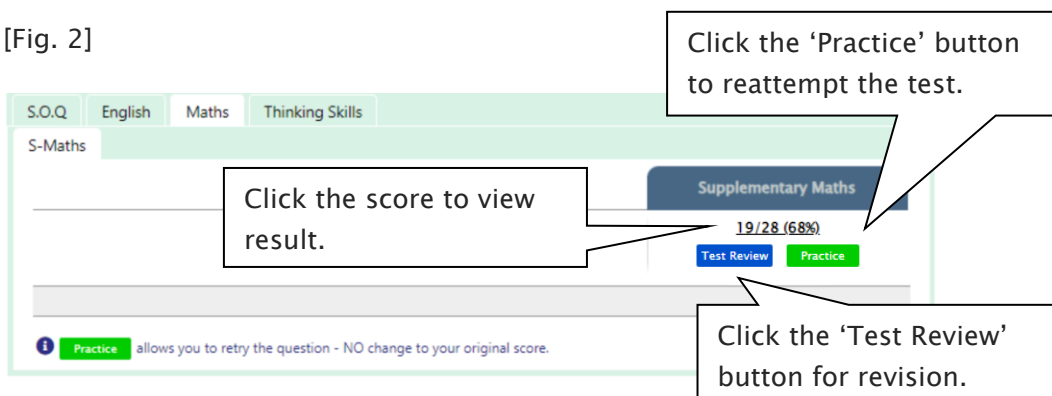 [Fig. 2]
Click the ‘Practice’ button
to reattempt the test.
S.O.Q English Maths Thinking Skills
S-Maths
Click the score to view
result.
Supplementary Maths
19/28 (68%)
Test Review Practice
Click the ‘Test Review’
button for revision.
Practice allows you to retry the question - NO change to your original score.